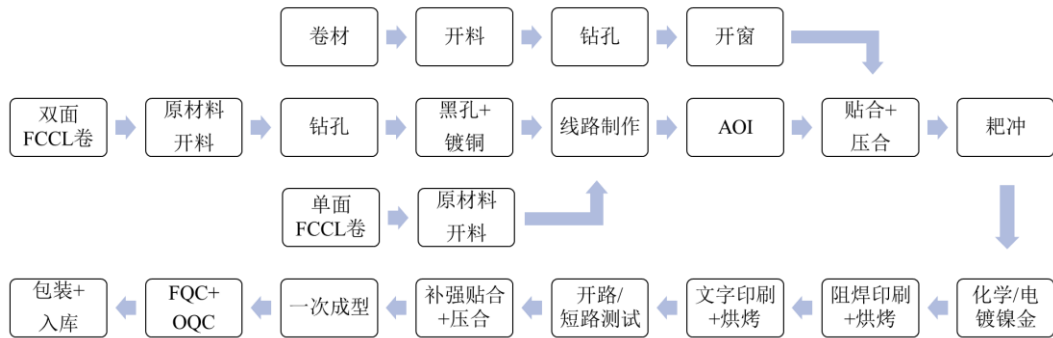 卷材
开料
钻孔
开窗
双面
FCCL卷
原材料
开料
钻孔
黑孔+
镀铜
线路制作
AOI
贴合+
压合
耙冲
单面
FCCL卷
原材料
开料
包装+
入库
FQC+
OQC
一次成型
补强贴合
+压合
开路/
短路测试
文字印刷
+烘烤
阻焊印刷
+烘烤
化学/电
镀镍金